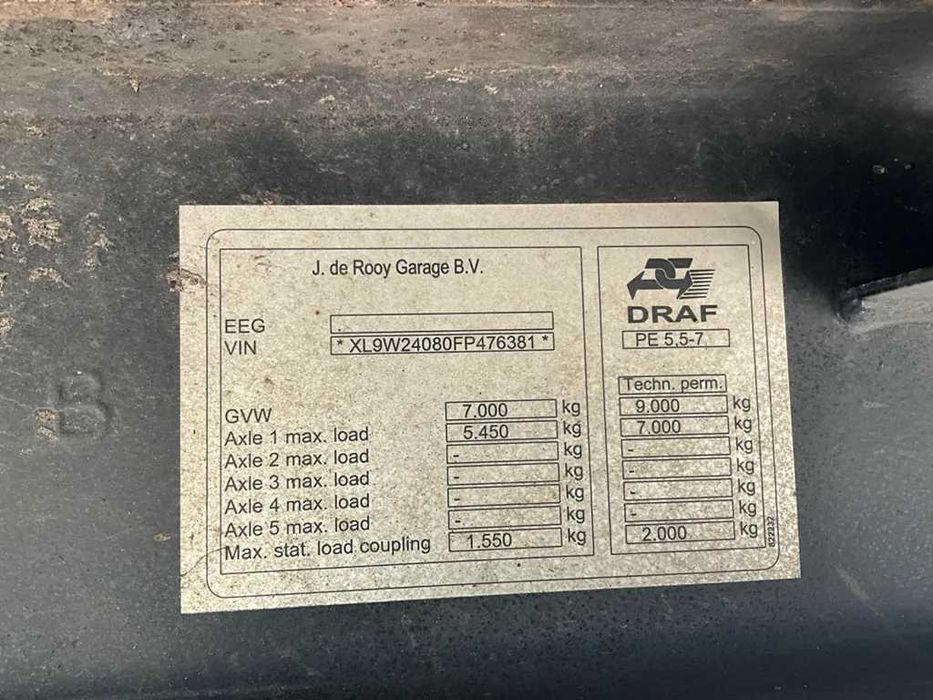 J. de Rooy Garage B.V.
EEG .
VIN * XL9W24080FP476381 *
GVW 7.000 kg
Axle 1 max. load 5.450 kg
Axle 2 max. load - kg
Axle 3 max. load - kg
Axle 4 max. load - kg
Axle 5 max. load - kg
Max. stat. load coupling 1.550 kg
DRAF
PE 5,5-7
Techn. perm.
9.000 kg
7.000 kg
- kg
- kg
- kg
- kg
2.000 kg
822232
B